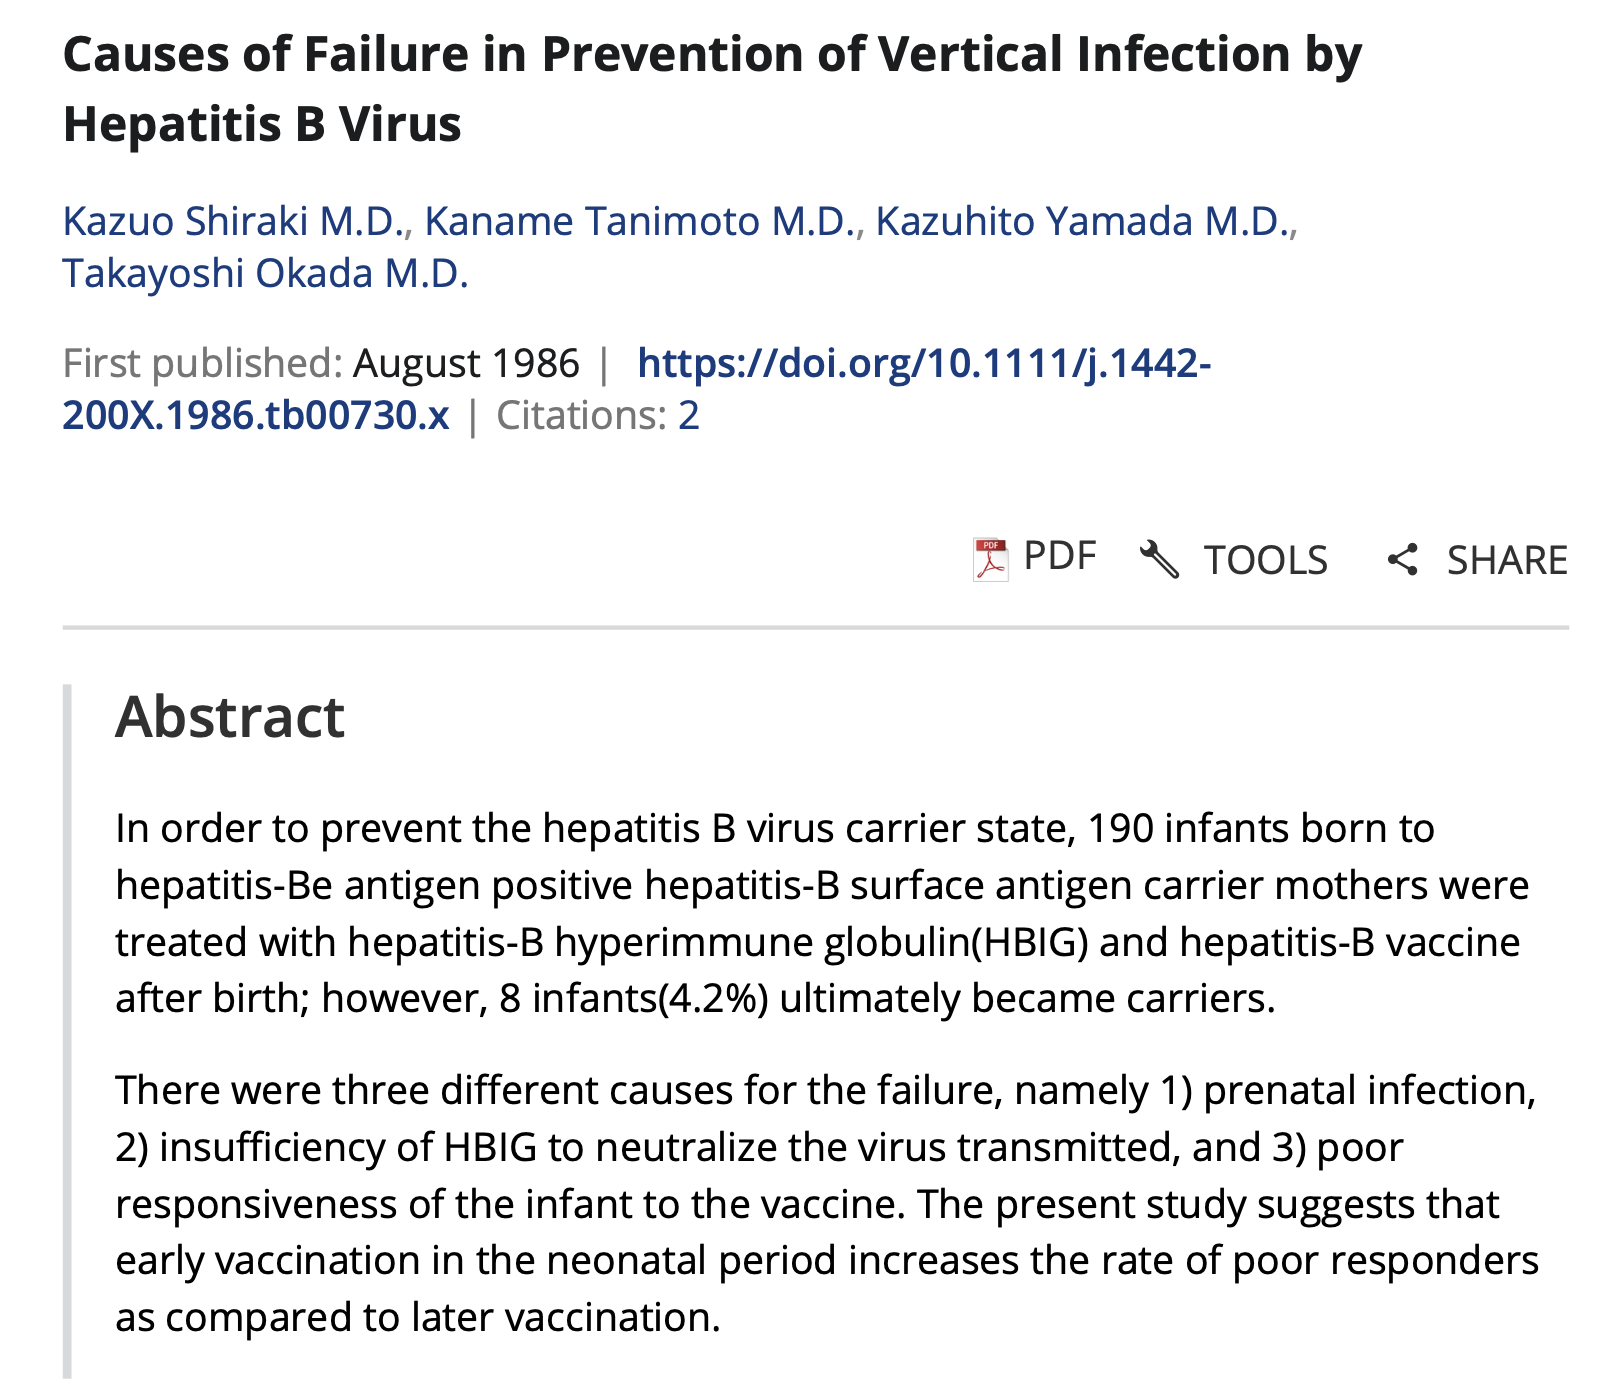 Causes of Failure in Prevention of Vertical Infection by
Hepatitis B Virus
Kazuo Shiraki M.D., Kaname Tanimoto M.D., Kazuhito Yamada M.D.,
Takayoshi Okada M.D.
First published: August 1986 | https://doi.org/10.1111/j.1442-
200X.1986.tb00730.x | Citations: 2
PDF PDF TOOLS SHARE
Abstract
In order to prevent the hepatitis B virus carrier state, 190 infants born to
hepatitis-Be antigen positive hepatitis-B surface antigen carrier mothers were
treated with hepatitis-B hyperimmune globulin(HBIG) and hepatitis-B vaccine
after birth; however, 8 infants(4.2%) ultimately became carriers.
There were three different causes for the failure, namely 1) prenatal infection,
2) insufficiency of HBIG to neutralize the virus transmitted, and 3) poor
responsiveness of the infant to the vaccine. The present study suggests that
early vaccination in the neonatal period increases the rate of poor responders
as compared to later vaccination.